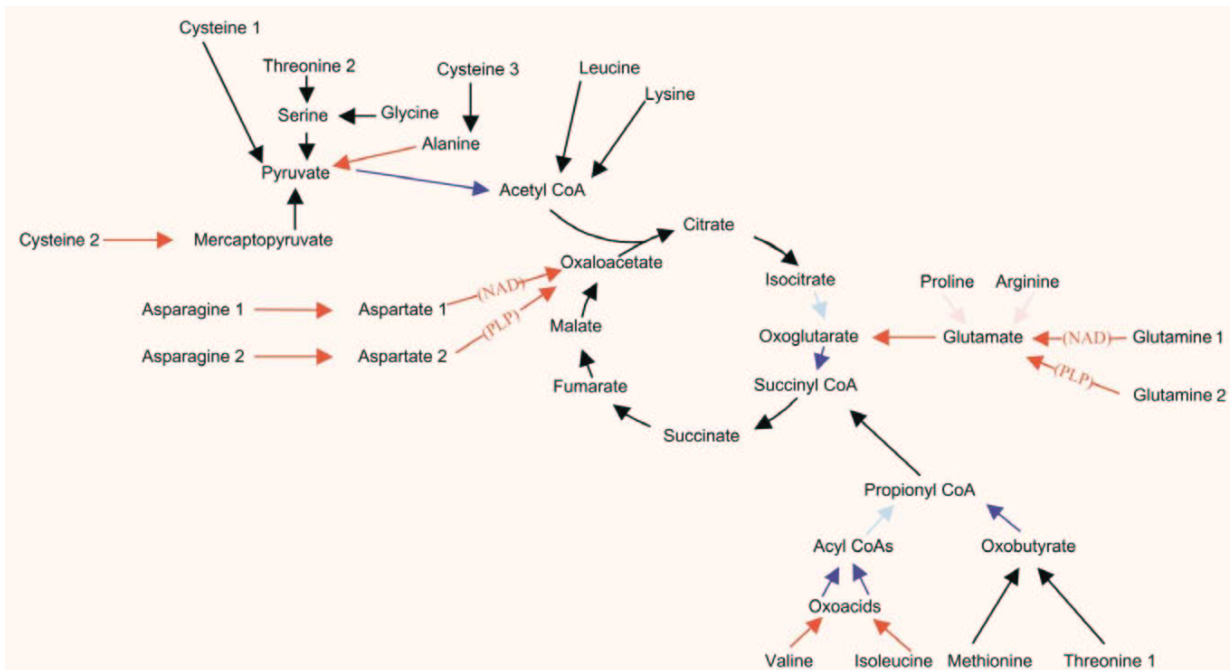 Cysteine 1
Threonine 2
Cysteine 3
Leucine
Lysine
Serine
Glycine
Alanine
Pyruvate
Acetyl CoA
Citrate
Cysteine 2
Mercaptopyruvate
Oxaloacetate
Isocitrate
Proline
Arginine
Asparagine 1
Aspartate 1
(NAD)
Malate
Oxoglutarate
Glutamate
(NAD)
Glutamine 1
Asparagine 2
Aspartate 2
(PLP)
Fumarate
Succinyl CoA
(PLP)
Glutamine 2
Succinate
Propionyl CoA
Acyl CoAs
Oxobutyrate
Oxoacids
Valine
Isoleucine
Methionine
Threonine 1